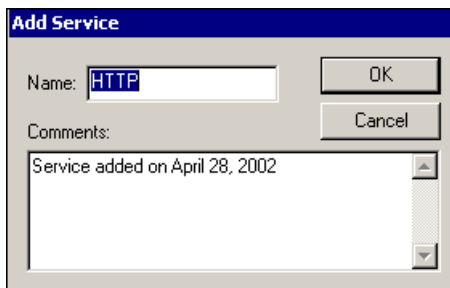 Add Service
Name: HTTP
OK
Cancel
Comments:
Service added on April 28, 2002